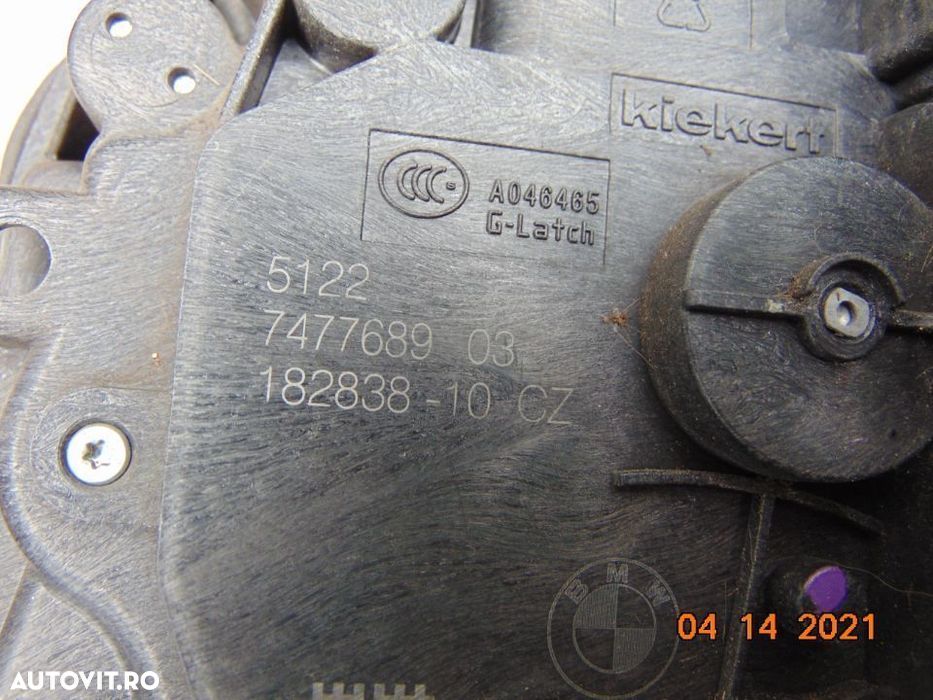 kiekert
CCC
A046465
G-Latch
5122
7477689 03
182838-10 CZ
BMW
04 14 2021
AUTOVIT.RO